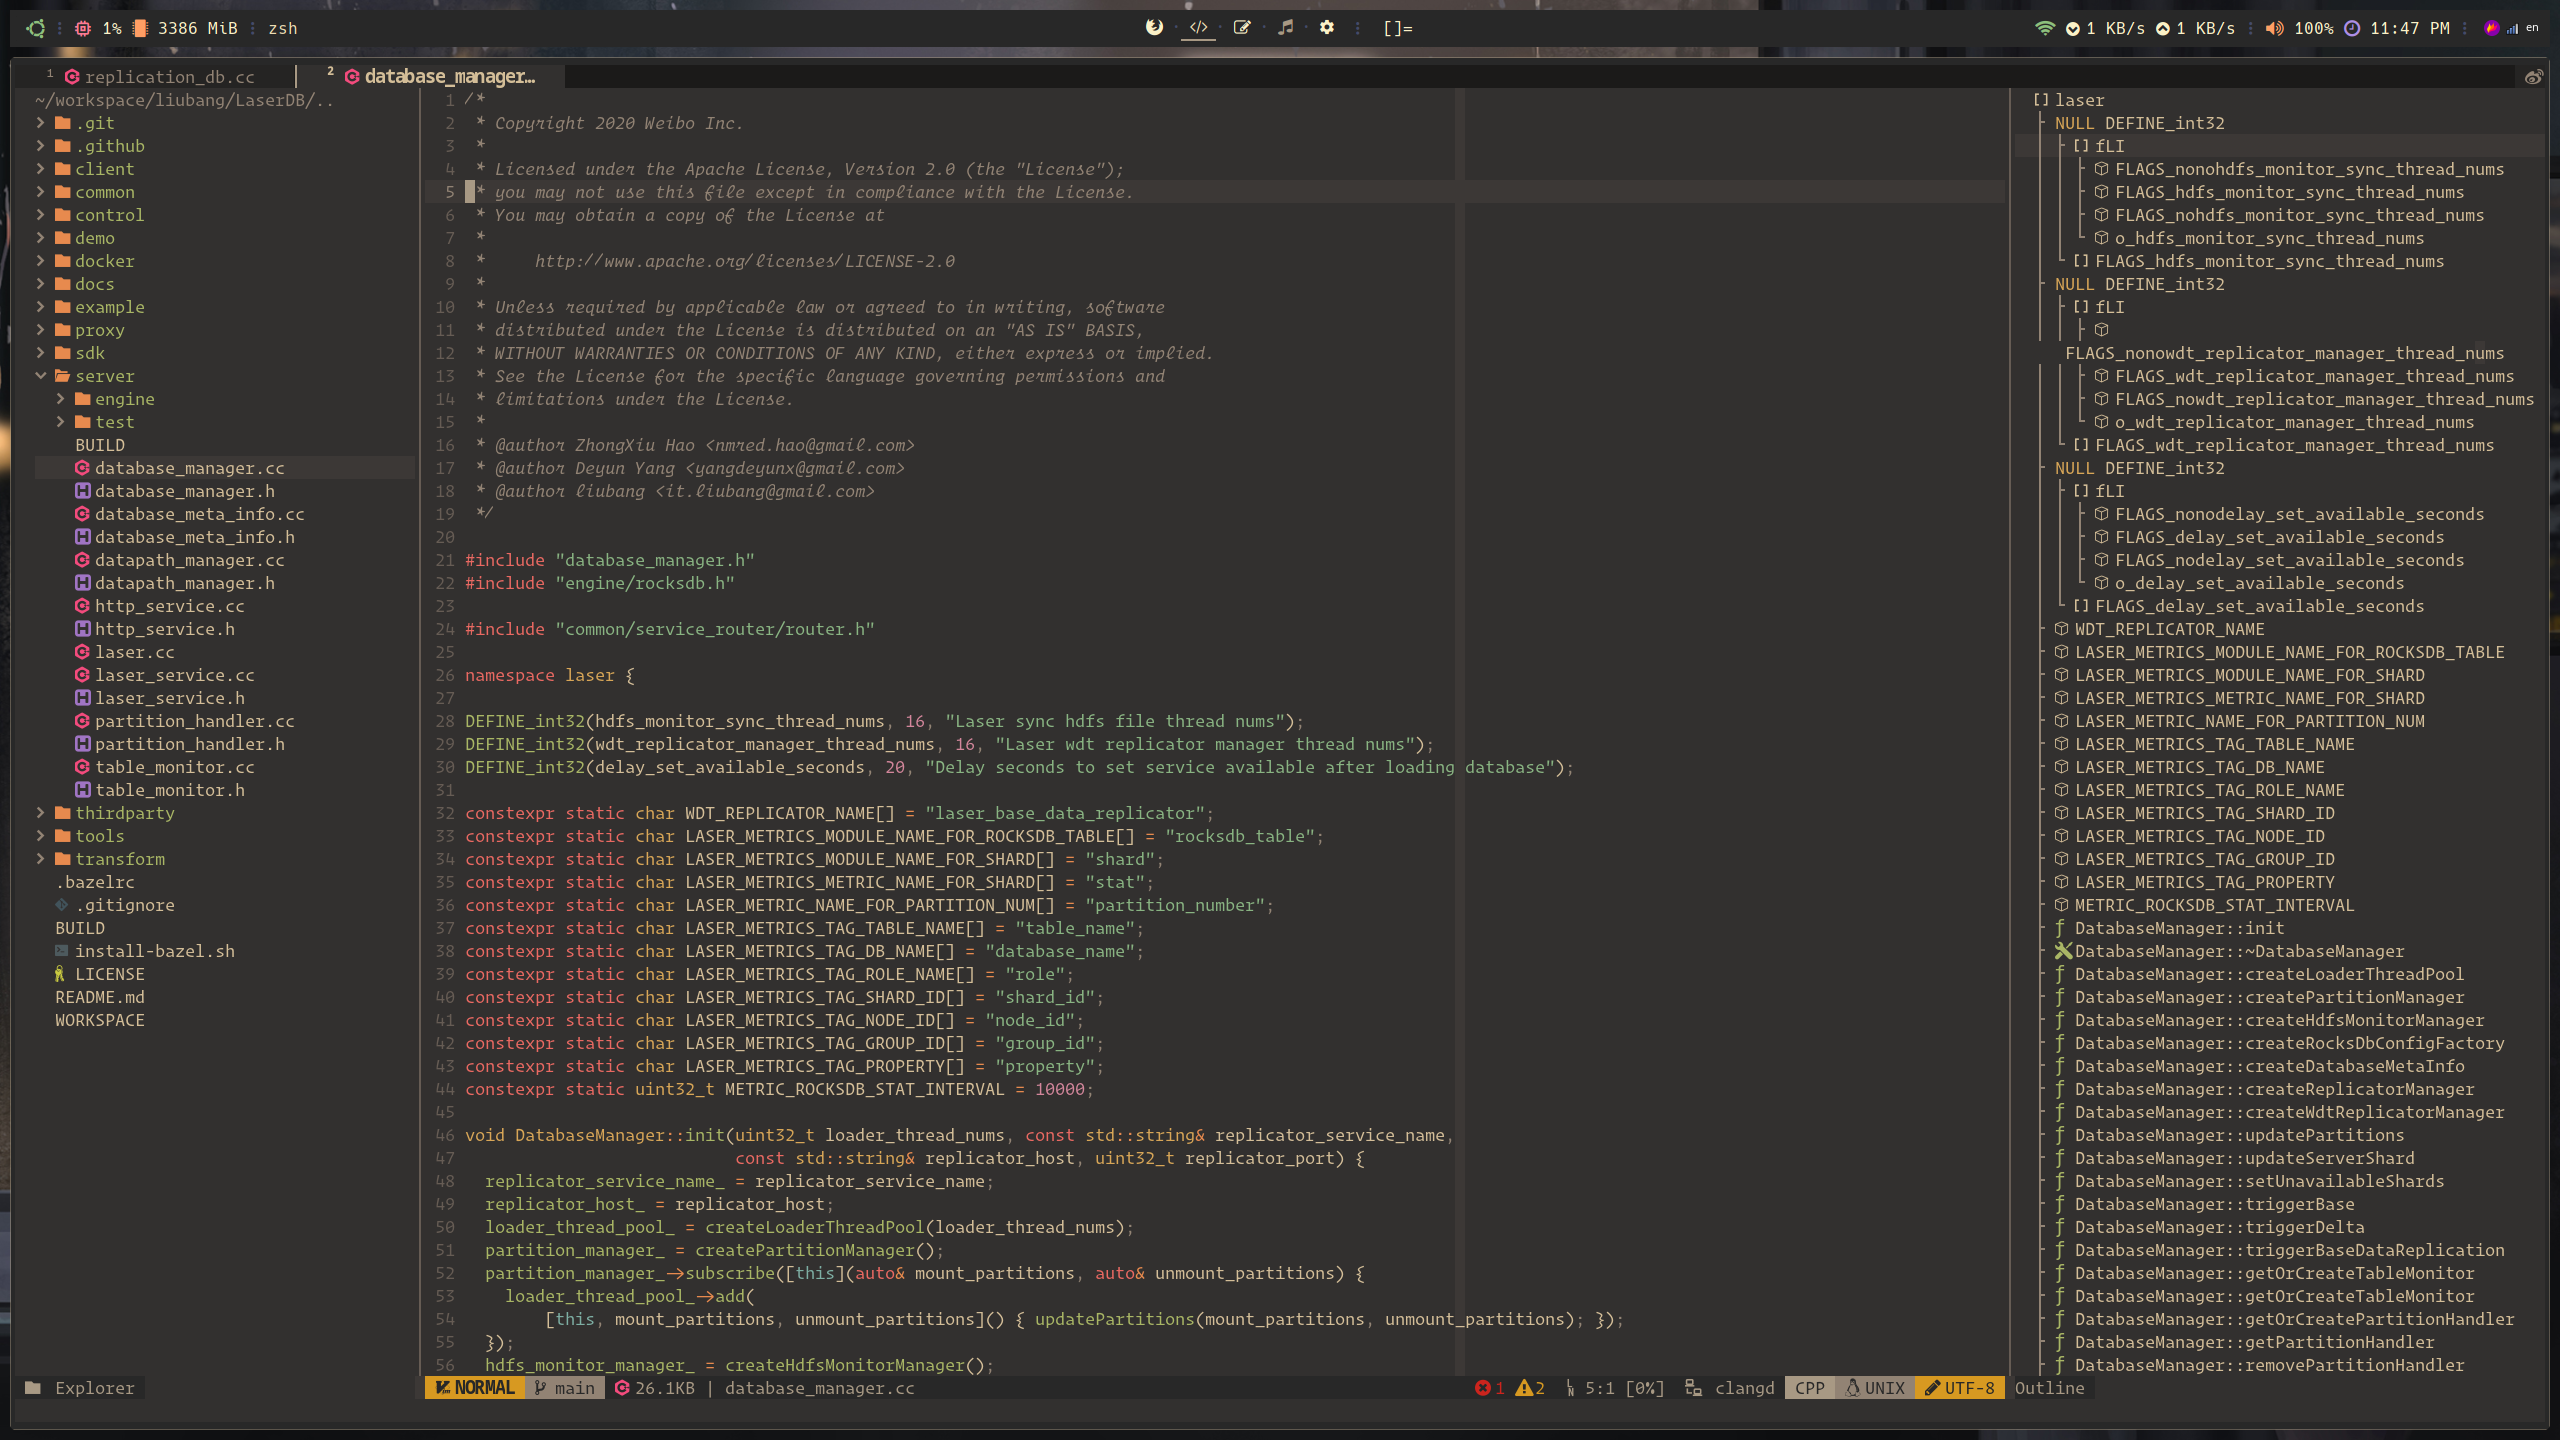 1% 3386 MiB zsh []= 1 KB/s 1 KB/s 100% 11:47 PM en
1 replication_db.cc 2 database_manager…
~/workspace/liubang/LaserDB/..
.git
.github
client
common
control
demo
docker
docs
example
proxy
sdk
server
engine
test
BUILD
database_manager.cc
database_manager.h
database_meta_info.cc
database_meta_info.h
datapath_manager.cc
datapath_manager.h
http_service.cc
http_service.h
laser.cc
laser_service.cc
laser_service.h
partition_handler.cc
partition_handler.h
table_monitor.cc
table_monitor.h
thirdparty
tools
transform
.bazelrc
.gitignore
BUILD
install-bazel.sh
LICENSE
README.md
WORKSPACE
Explorer
1 /*
2  * Copyright 2020 Weibo Inc.
3  *
4  * Licensed under the Apache License, Version 2.0 (the "License");
5  * you may not use this file except in compliance with the License.
6  * You may obtain a copy of the License at
7  *
8  *     http://www.apache.org/licenses/LICENSE-2.0
9  *
10  * Unless required by applicable law or agreed to in writing, software
11  * distributed under the License is distributed on an "AS IS" BASIS,
12  * WITHOUT WARRANTIES OR CONDITIONS OF ANY KIND, either express or implied.
13  * See the License for the specific language governing permissions and
14  * limitations under the License.
15  *
16  * @author ZhongXiu Hao <nmred.hao@gmail.com>
17  * @author Deyun Yang <yangdeyunx@gmail.com>
18  * @author liubang <it.liubang@gmail.com>
19  */
20
21 #include "database_manager.h"
22 #include "engine/rocksdb.h"
23
24 #include "common/service_router/router.h"
25
26 namespace laser {
27
28 DEFINE_int32(hdfs_monitor_sync_thread_nums, 16, "Laser sync hdfs file thread nums");
29 DEFINE_int32(wdt_replicator_manager_thread_nums, 16, "Laser wdt replicator manager thread nums");
30 DEFINE_int32(delay_set_available_seconds, 20, "Delay seconds to set service available after loading database");
31
32 constexpr static char WDT_REPLICATOR_NAME[] = "laser_base_data_replicator";
33 constexpr static char LASER_METRICS_MODULE_NAME_FOR_ROCKSDB_TABLE[] = "rocksdb_table";
34 constexpr static char LASER_METRICS_MODULE_NAME_FOR_SHARD[] = "shard";
35 constexpr static char LASER_METRICS_METRIC_NAME_FOR_SHARD[] = "stat";
36 constexpr static char LASER_METRIC_NAME_FOR_PARTITION_NUM[] = "partition_number";
37 constexpr static char LASER_METRICS_TAG_TABLE_NAME[] = "table_name";
38 constexpr static char LASER_METRICS_TAG_DB_NAME[] = "database_name";
39 constexpr static char LASER_METRICS_TAG_ROLE_NAME[] = "role";
40 constexpr static char LASER_METRICS_TAG_SHARD_ID[] = "shard_id";
41 constexpr static char LASER_METRICS_TAG_NODE_ID[] = "node_id";
42 constexpr static char LASER_METRICS_TAG_GROUP_ID[] = "group_id";
43 constexpr static char LASER_METRICS_TAG_PROPERTY[] = "property";
44 constexpr static uint32_t METRIC_ROCKSDB_STAT_INTERVAL = 10000;
45
46 void DatabaseManager::init(uint32_t loader_thread_nums, const std::string& replicator_service_name,
47                            const std::string& replicator_host, uint32_t replicator_port) {
48   replicator_service_name_ = replicator_service_name;
49   replicator_host_ = replicator_host;
50   loader_thread_pool_ = createLoaderThreadPool(loader_thread_nums);
51   partition_manager_ = createPartitionManager();
52   partition_manager_->subscribe([this](auto& mount_partitions, auto& unmount_partitions) {
53     loader_thread_pool_->add(
54         [this, mount_partitions, unmount_partitions]() { updatePartitions(mount_partitions, unmount_partitions); });
55   });
56   hdfs_monitor_manager_ = createHdfsMonitorManager();
NORMAL main 26.1KB | database_manager.cc 1 2 5:1 [0%] clangd CPP UNIX UTF-8
[] laser
NULL DEFINE_int32
[] fLI
FLAGS_nonohdfs_monitor_sync_thread_nums
FLAGS_hdfs_monitor_sync_thread_nums
FLAGS_nohdfs_monitor_sync_thread_nums
o_hdfs_monitor_sync_thread_nums
[] FLAGS_hdfs_monitor_sync_thread_nums
NULL DEFINE_int32
[] fLI
FLAGS_nonowdt_replicator_manager_thread_nums
FLAGS_wdt_replicator_manager_thread_nums
FLAGS_nowdt_replicator_manager_thread_nums
o_wdt_replicator_manager_thread_nums
[] FLAGS_wdt_replicator_manager_thread_nums
NULL DEFINE_int32
[] fLI
FLAGS_nonodelay_set_available_seconds
FLAGS_delay_set_available_seconds
FLAGS_nodelay_set_available_seconds
o_delay_set_available_seconds
[] FLAGS_delay_set_available_seconds
WDT_REPLICATOR_NAME
LASER_METRICS_MODULE_NAME_FOR_ROCKSDB_TABLE
LASER_METRICS_MODULE_NAME_FOR_SHARD
LASER_METRICS_METRIC_NAME_FOR_SHARD
LASER_METRIC_NAME_FOR_PARTITION_NUM
LASER_METRICS_TAG_TABLE_NAME
LASER_METRICS_TAG_DB_NAME
LASER_METRICS_TAG_ROLE_NAME
LASER_METRICS_TAG_SHARD_ID
LASER_METRICS_TAG_NODE_ID
LASER_METRICS_TAG_GROUP_ID
LASER_METRICS_TAG_PROPERTY
METRIC_ROCKSDB_STAT_INTERVAL
DatabaseManager::init
DatabaseManager::~DatabaseManager
DatabaseManager::createLoaderThreadPool
DatabaseManager::createPartitionManager
DatabaseManager::createHdfsMonitorManager
DatabaseManager::createRocksDbConfigFactory
DatabaseManager::createDatabaseMetaInfo
DatabaseManager::createReplicatorManager
DatabaseManager::createWdtReplicatorManager
DatabaseManager::updatePartitions
DatabaseManager::updateServerShard
DatabaseManager::setUnavailableShards
DatabaseManager::triggerBase
DatabaseManager::triggerDelta
DatabaseManager::triggerBaseDataReplication
DatabaseManager::getOrCreateTableMonitor
DatabaseManager::getOrCreateTableMonitor
DatabaseManager::getOrCreatePartitionHandler
DatabaseManager::getPartitionHandler
DatabaseManager::removePartitionHandler
Outline